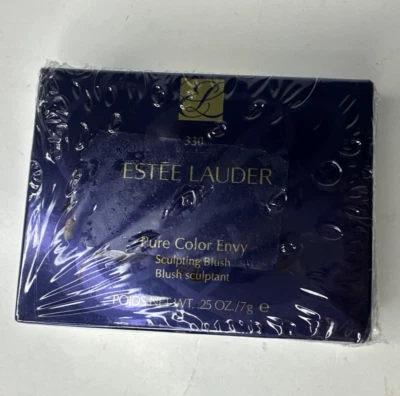 330
ESTĒE LAUDER
Pure Color Envy
Sculpting Blush
Blush sculptant
POIDS NET WT. .25 OZ./7g ℮